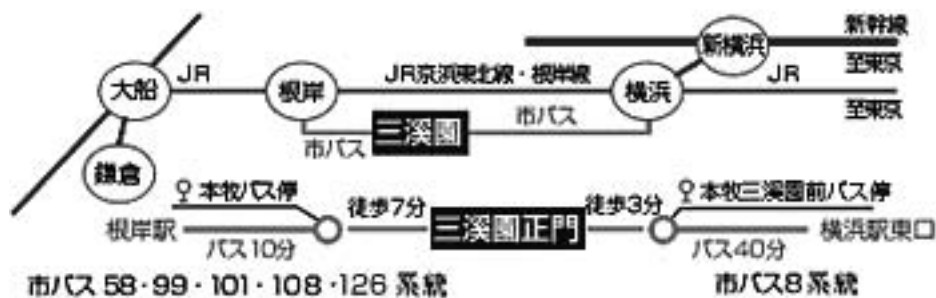 新幹線
新横浜
至東京
大船
JR
根岸
JR京浜東北線・根岸線
横浜
JR
至東京
市バス
三溪園
市バス
鎌倉
本牧バス停
徒歩7分
三溪園正門
徒歩3分
本牧三溪園前バス停
根岸駅
バス10分
バス40分
横浜駅東口
市バス 58・99・101・108・126 系統
市バス8系統